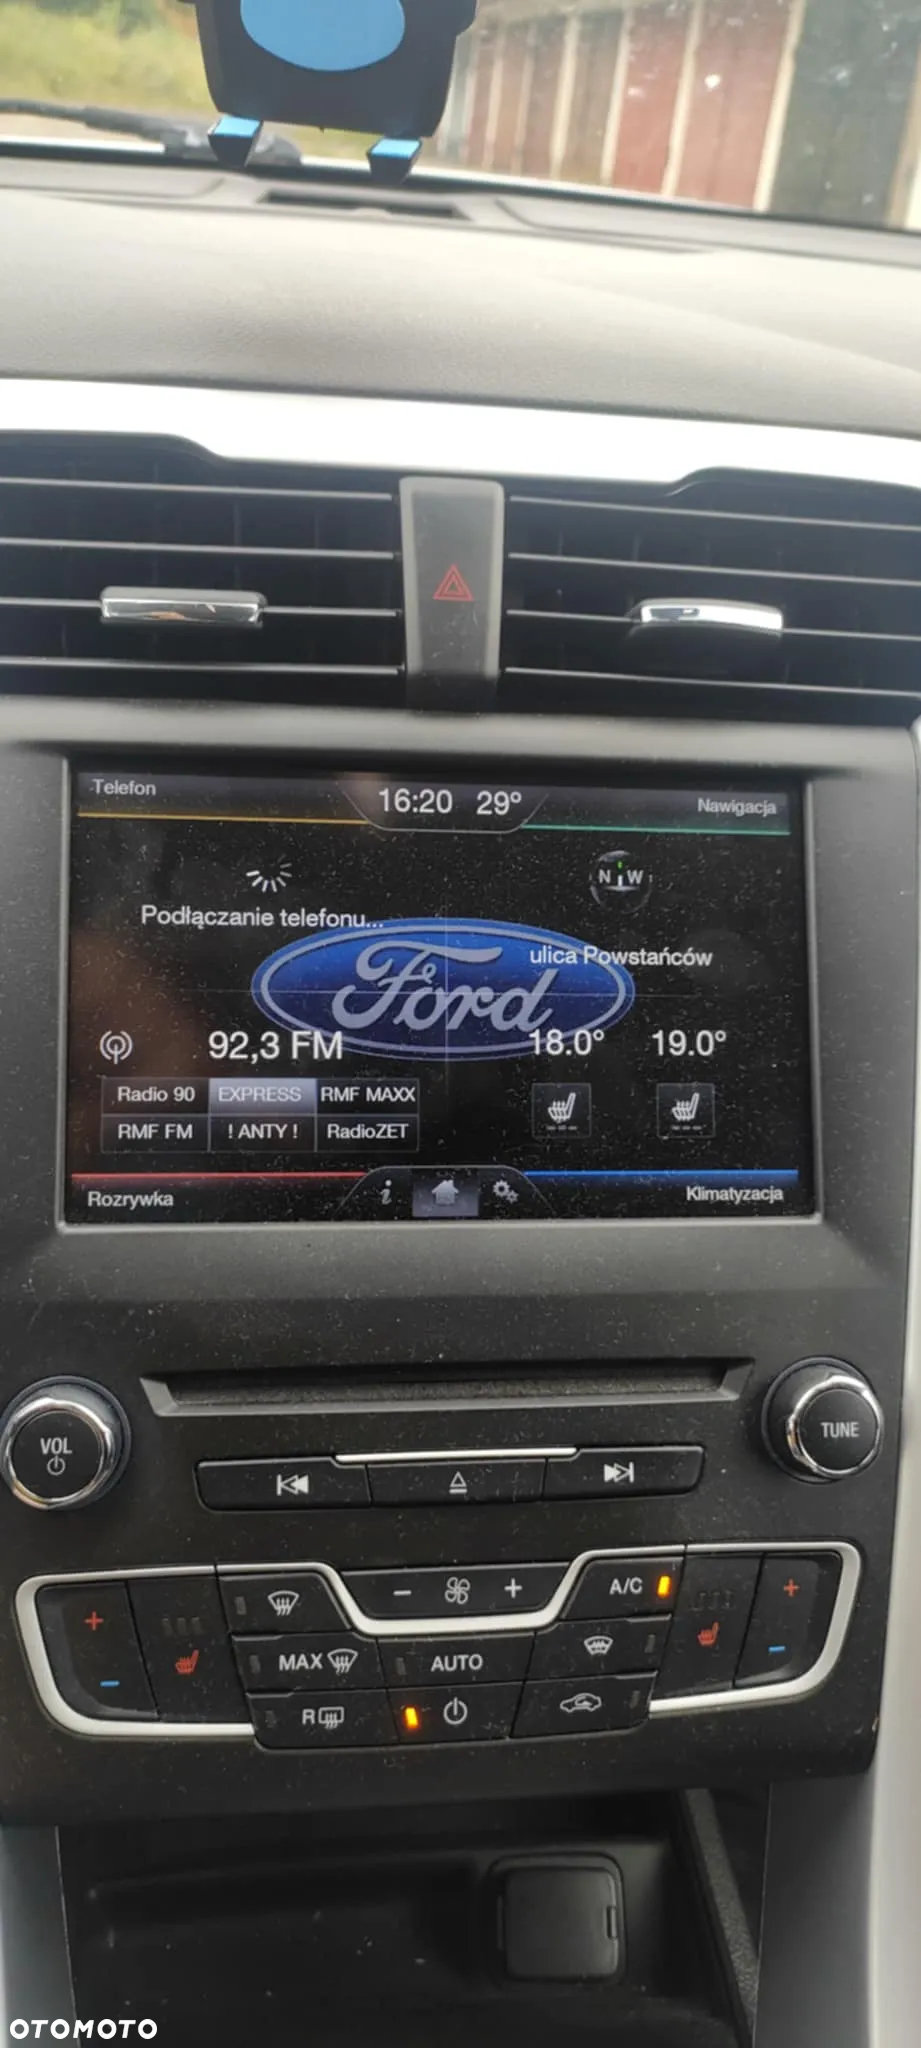 Telefon
16:20 29°
Nawigacja
N W
Podłączanie telefonu...
ulica Powstańców
Ford
92,3 FM
18.0° 19.0°
Radio 90 EXPRESS RMF MAXX
RMF FM ! ANTY ! RadioZET
Rozrywka
i
Klimatyzacja
VOL
TUNE
A/C
MAX
AUTO
R
OTOMOTO